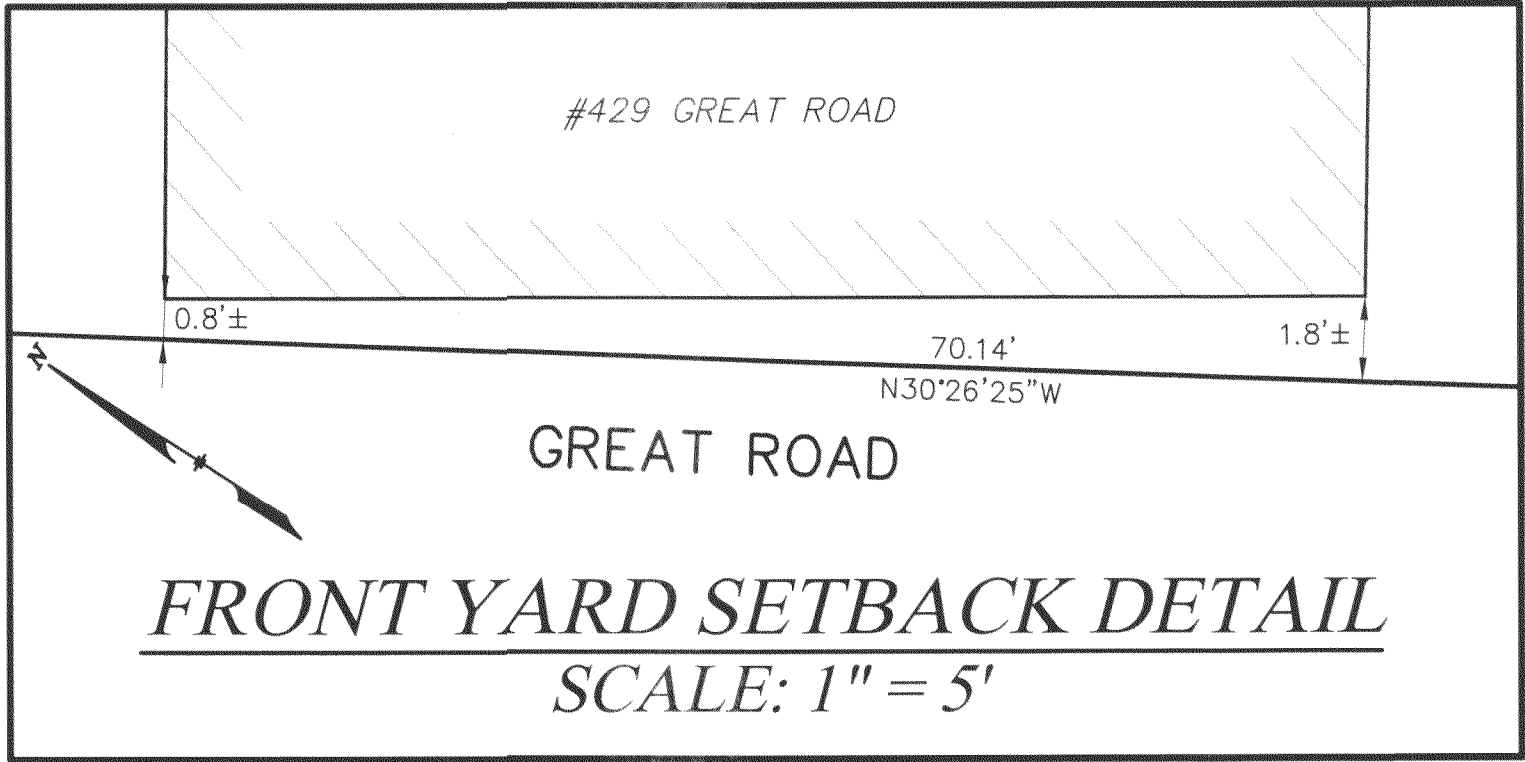 #429 GREAT ROAD
0.8'±
1.8'±
70.14'
N30°26'25"W
N
GREAT ROAD
FRONT YARD SETBACK DETAIL
SCALE: 1" = 5'